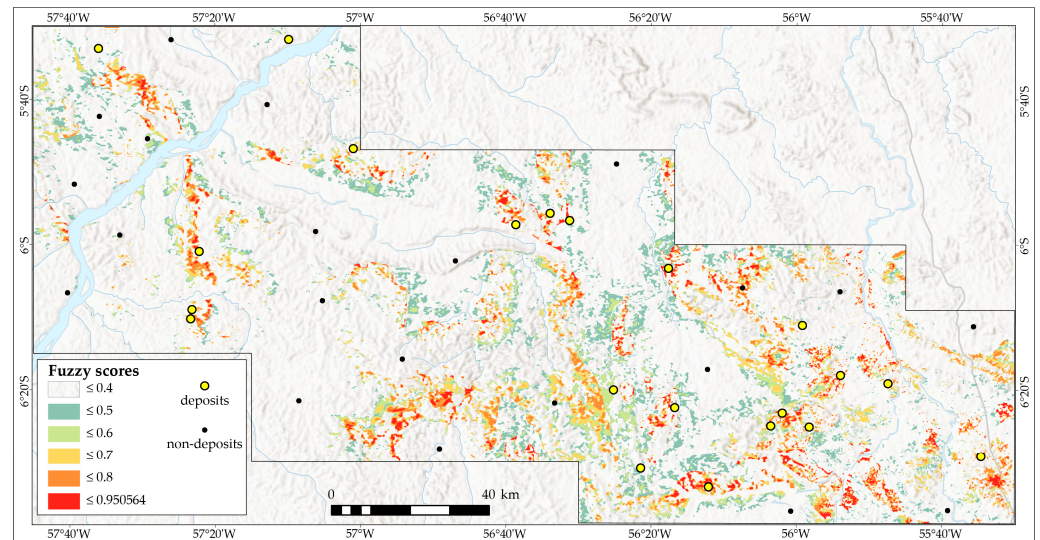 57°40'W 57°20'W 57°W 56°40'W 56°20'W 56°W 55°40'W
5°40'S 5°40'S
6°S 6°S
6°20'S 6°20'S
Fuzzy scores
≤ 0.4
≤ 0.5
≤ 0.6
≤ 0.7
≤ 0.8
≤ 0.950564
deposits
non-deposits
0 40 km
57°40'W 57°20'W 57°W 56°40'W 56°20'W 56°W 55°40'W